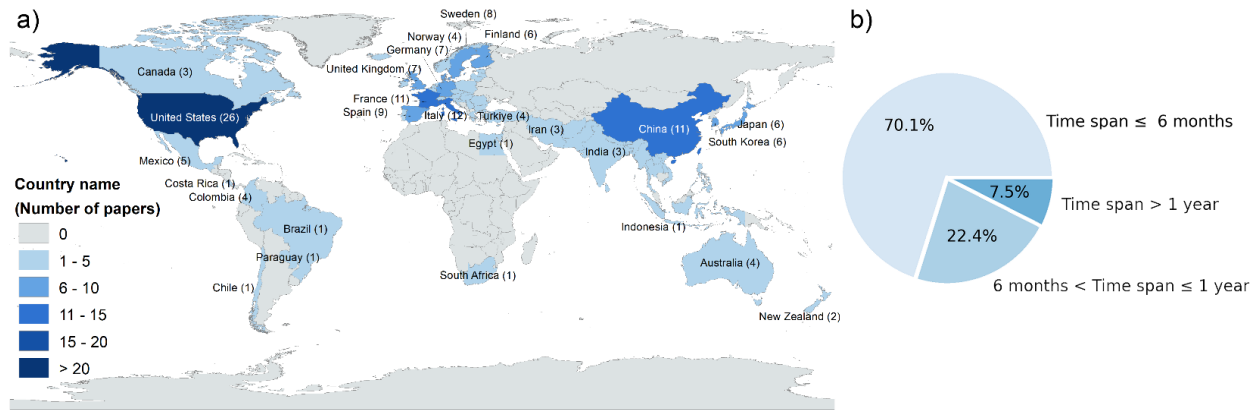 a)
Sweden (8)
Norway (4)
Finland (6)
Germany (7)
United Kingdom (7)
Canada (3)
France (11)
Spain (9)
Italy (12)
Türkiye (4)
United States (26)
Iran (3)
China (11)
Japan (6)
South Korea (6)
Egypt (1)
India (3)
Mexico (5)
Costa Rica (1)
Colombia (4)
Brazil (1)
Indonesia (1)
Paraguay (1)
South Africa (1)
Australia (4)
Chile (1)
New Zealand (2)
Country name
(Number of papers)
0
1 - 5
6 - 10
11 - 15
15 - 20
> 20
b)
70.1%
Time span ≤ 6 months
7.5%
Time span > 1 year
22.4%
6 months < Time span ≤ 1 year